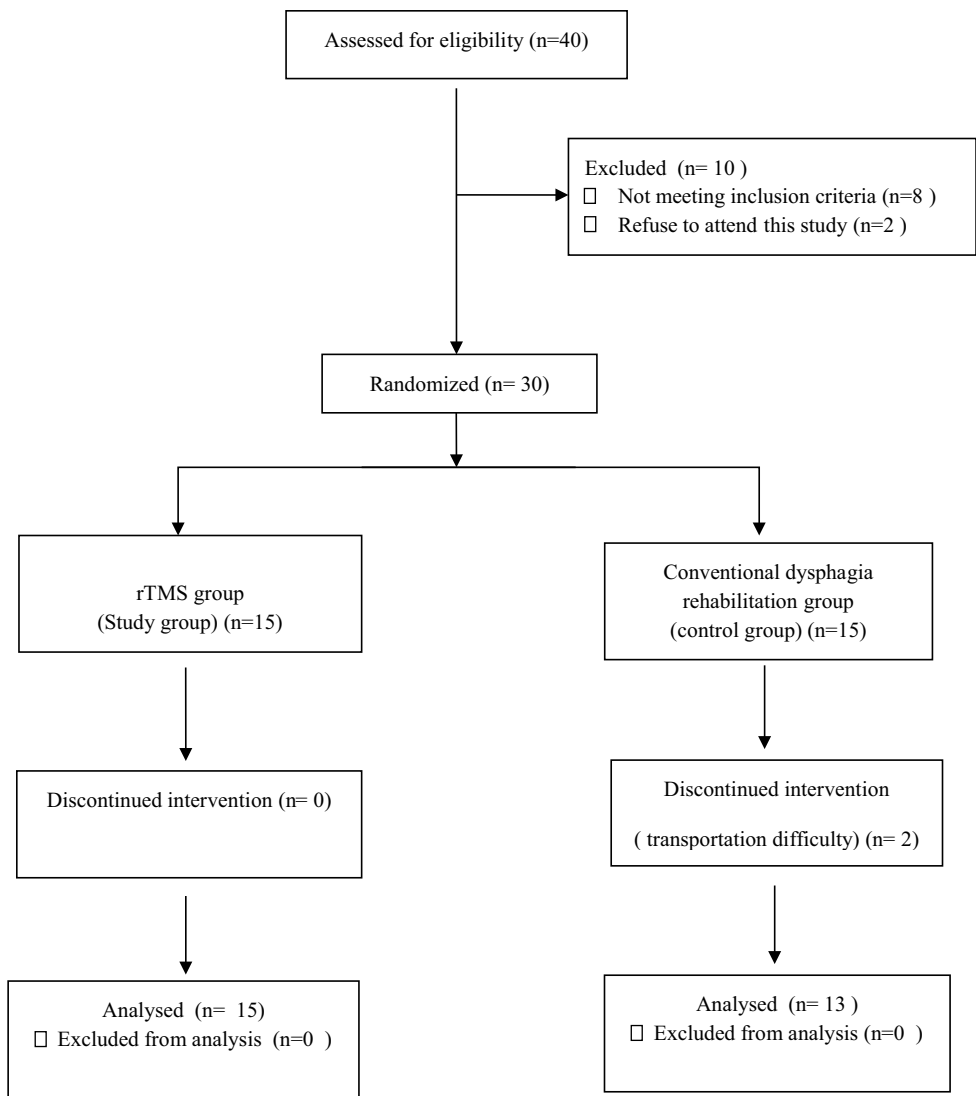 Assessed for eligibility (n=40)
Excluded (n= 10 )
□ Not meeting inclusion criteria (n=8 )
□ Refuse to attend this study (n=2 )
Randomized (n= 30)
rTMS group
(Study group) (n=15)
Conventional dysphagia
rehabilitation group
(control group) (n=15)
Discontinued intervention (n= 0)
Discontinued intervention
( transportation difficulty) (n= 2)
Analysed (n= 15)
□ Excluded from analysis (n=0 )
Analysed (n= 13 )
□ Excluded from analysis (n=0 )